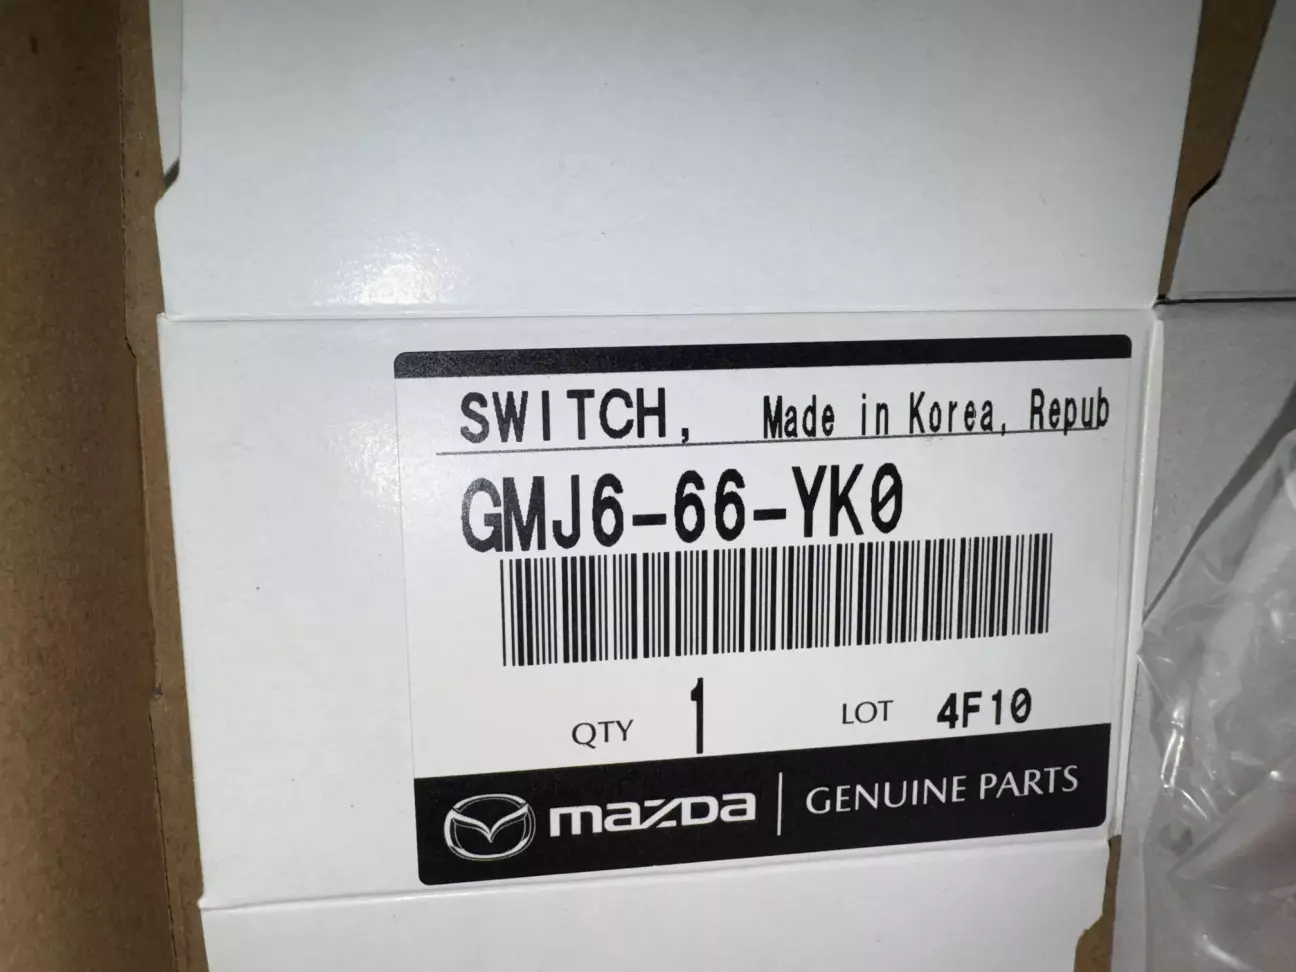 SWITCH, Made in Korea, Repub
GMJ6-66-YK0
QTY 1 LOT 4F10
mazda | GENUINE PARTS